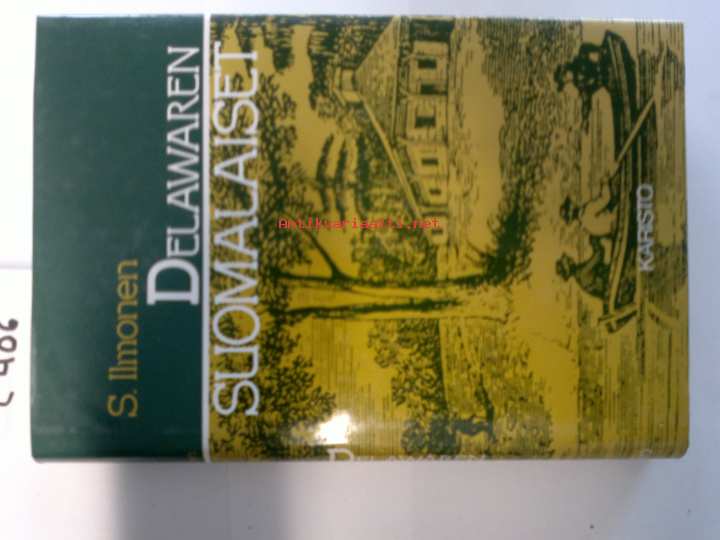 S. Ilmonen
DELAWAREN
SUOMALAISET
KARISTO
Antikvariaatti.net